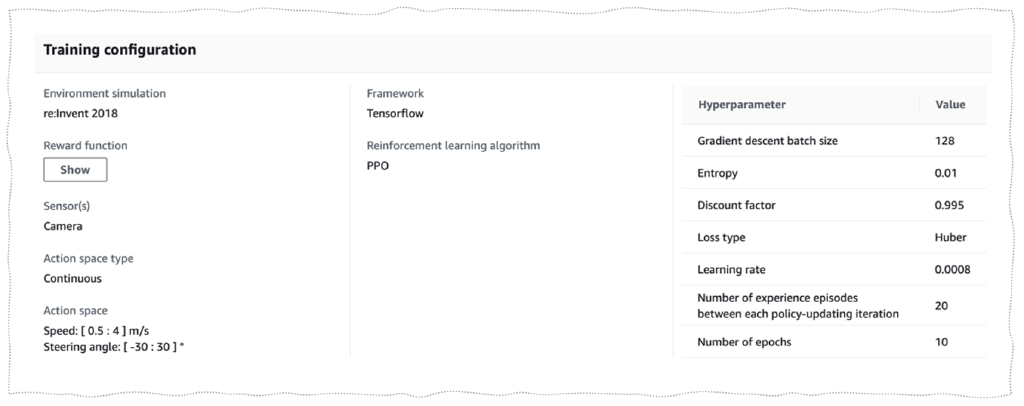 Training configuration
Environment simulation
re:Invent 2018
Reward function
Show
Sensor(s)
Camera
Action space type
Continuous
Action space
Speed: [ 0.5 : 4 ] m/s
Steering angle: [ -30 : 30 ] °
Framework
Tensorflow
Reinforcement learning algorithm
PPO
Hyperparameter Value
Gradient descent batch size 128
Entropy 0.01
Discount factor 0.995
Loss type Huber
Learning rate 0.0008
Number of experience episodes
between each policy-updating iteration 20
Number of epochs 10